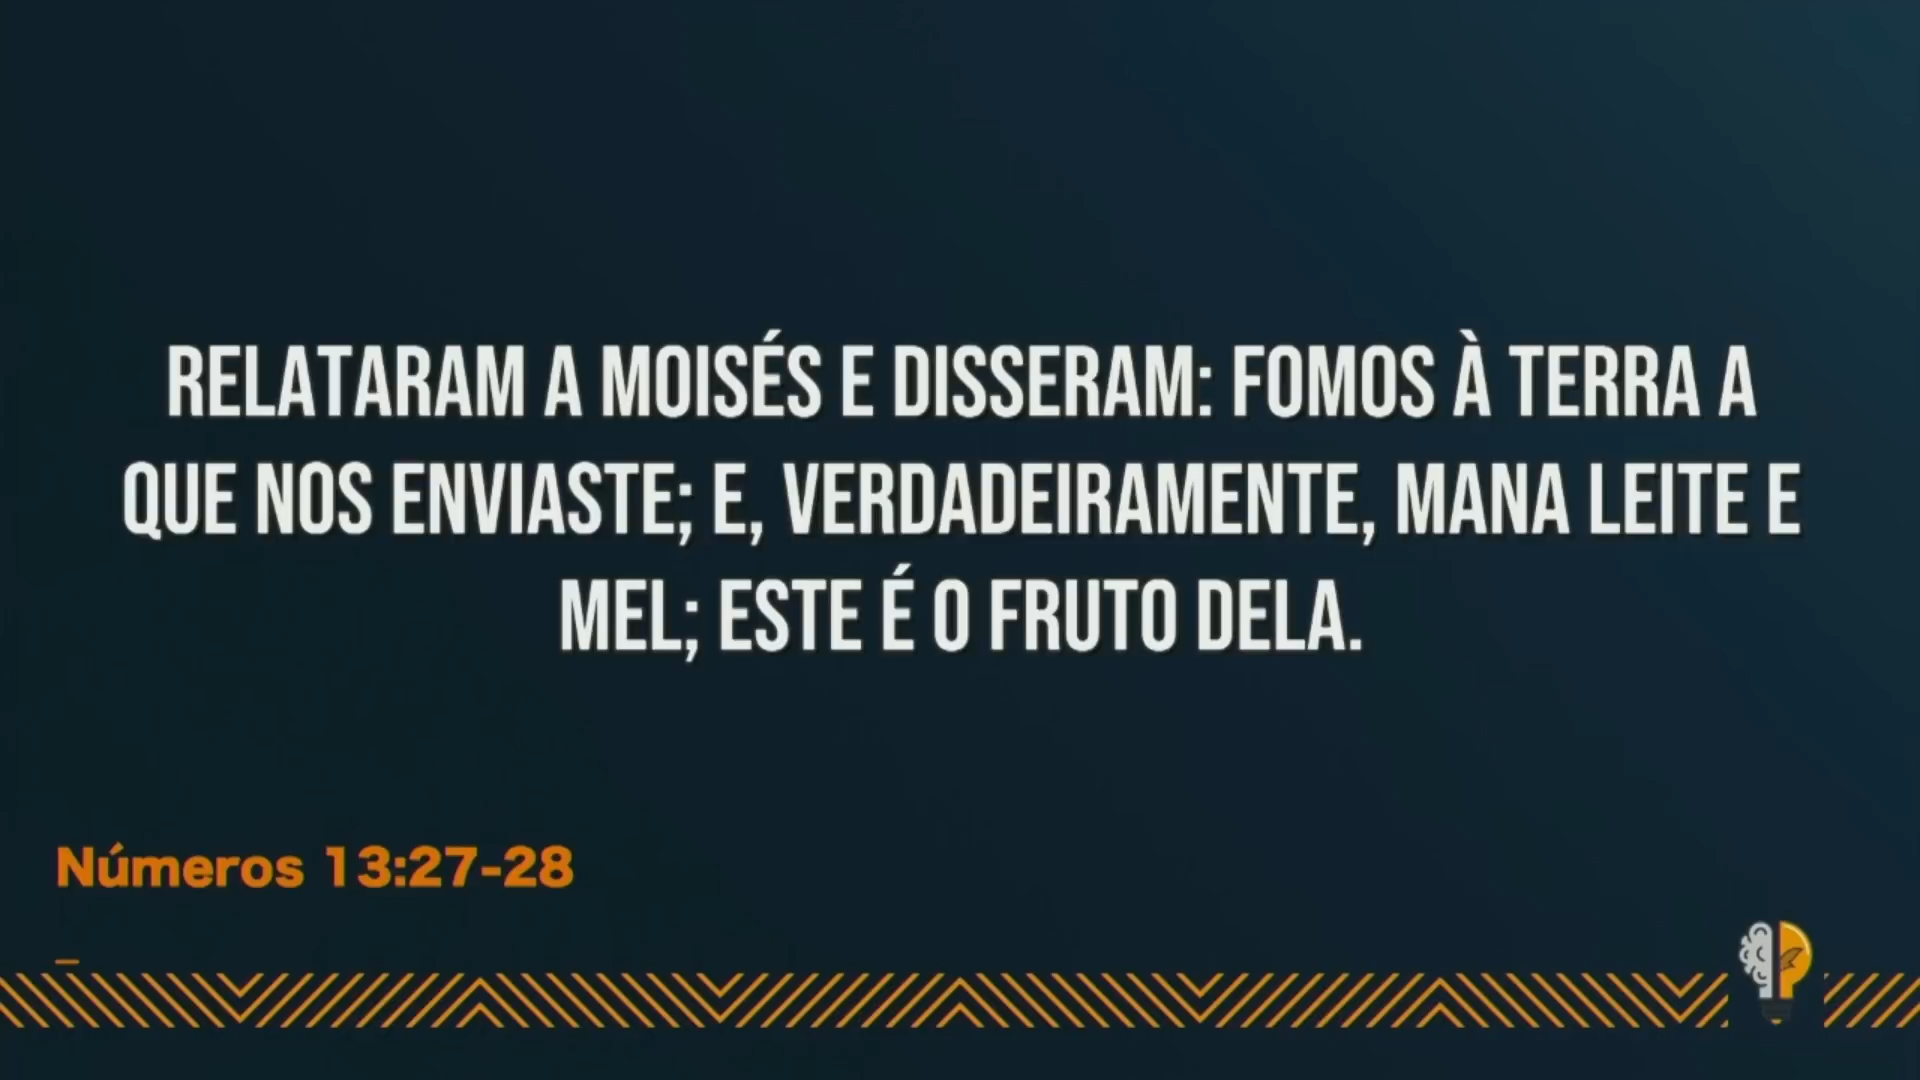 RELATARAM A MOISÉS E DISSERAM: FOMOS À TERRA A
QUE NOS ENVIASTE; E, VERDADEIRAMENTE, MANA LEITE E
MEL; ESTE É O FRUTO DELA.
Números 13:27-28